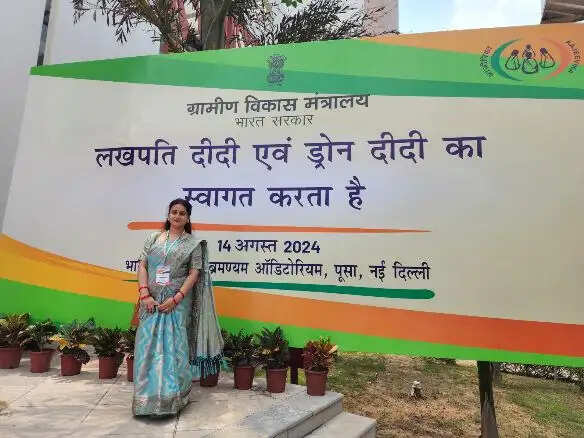 ग्रामीण विकास मंत्रालय
भारत सरकार
लखपति दीदी एवं ड्रोन दीदी का
स्वागत करता है
14 अगस्त 2024
ऑडिटोरियम, पूसा, नई दिल्ली